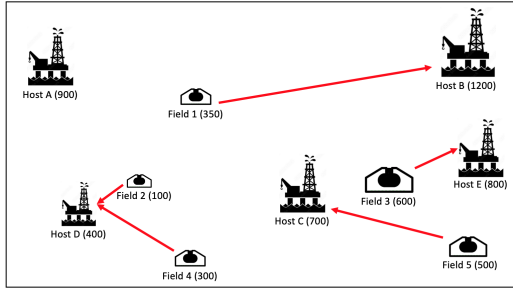 Host A (900)
Host B (1200)
Field 1 (350)
Field 2 (100)
Host D (400)
Field 4 (300)
Host C (700)
Field 3 (600)
Host E (800)
Field 5 (500)